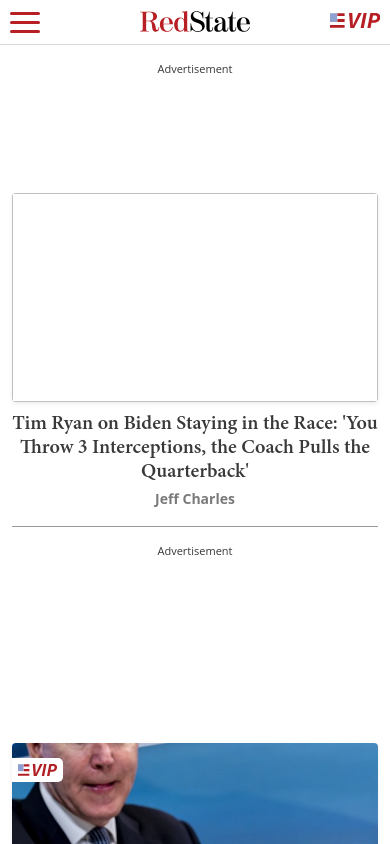 RedState
VIP
Advertisement
Tim Ryan on Biden Staying in the Race: 'You
Throw 3 Interceptions, the Coach Pulls the
Quarterback'
Jeff Charles
Advertisement
VIP